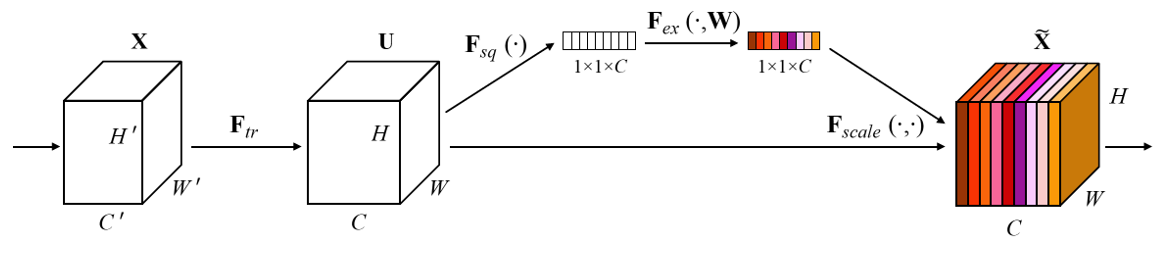 X
U
F_sq (·)
F_ex (·,W)
1×1×C
1×1×C
X̃
H′
F_tr
H
F_scale (·,·)
H
W′
W
W
C′
C
C